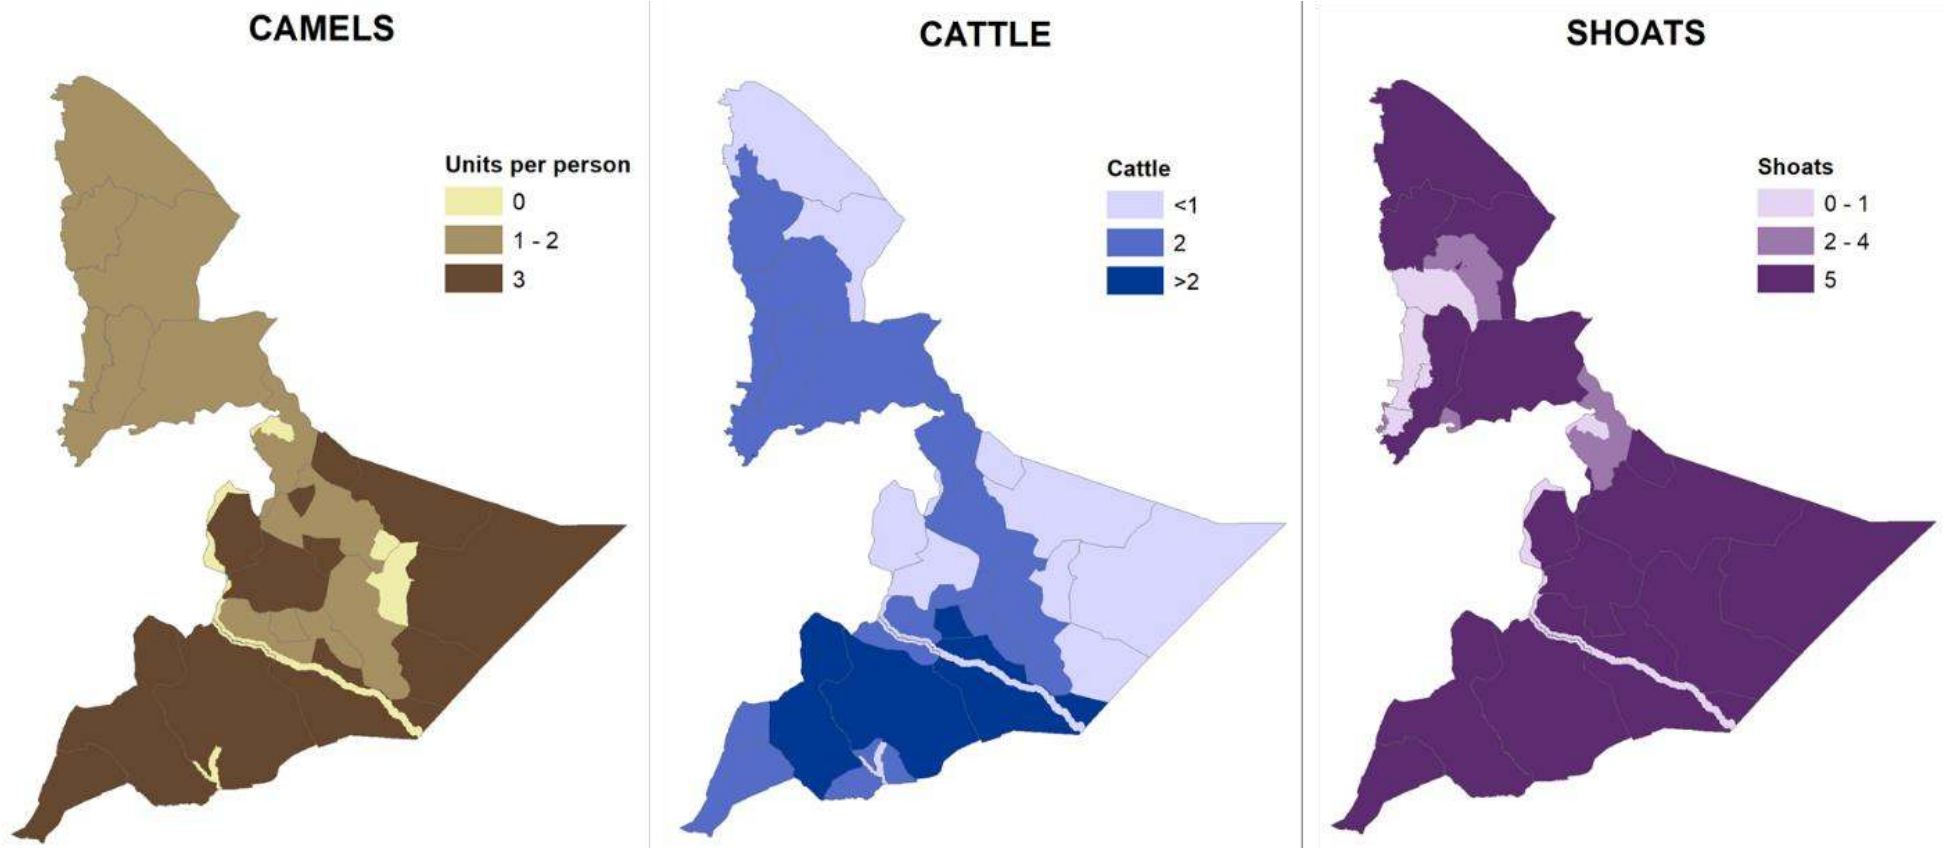 CAMELS
Units per person
0
1 - 2
3
CATTLE
Cattle
<1
2
>2
SHOATS
Shoats
0 - 1
2 - 4
5